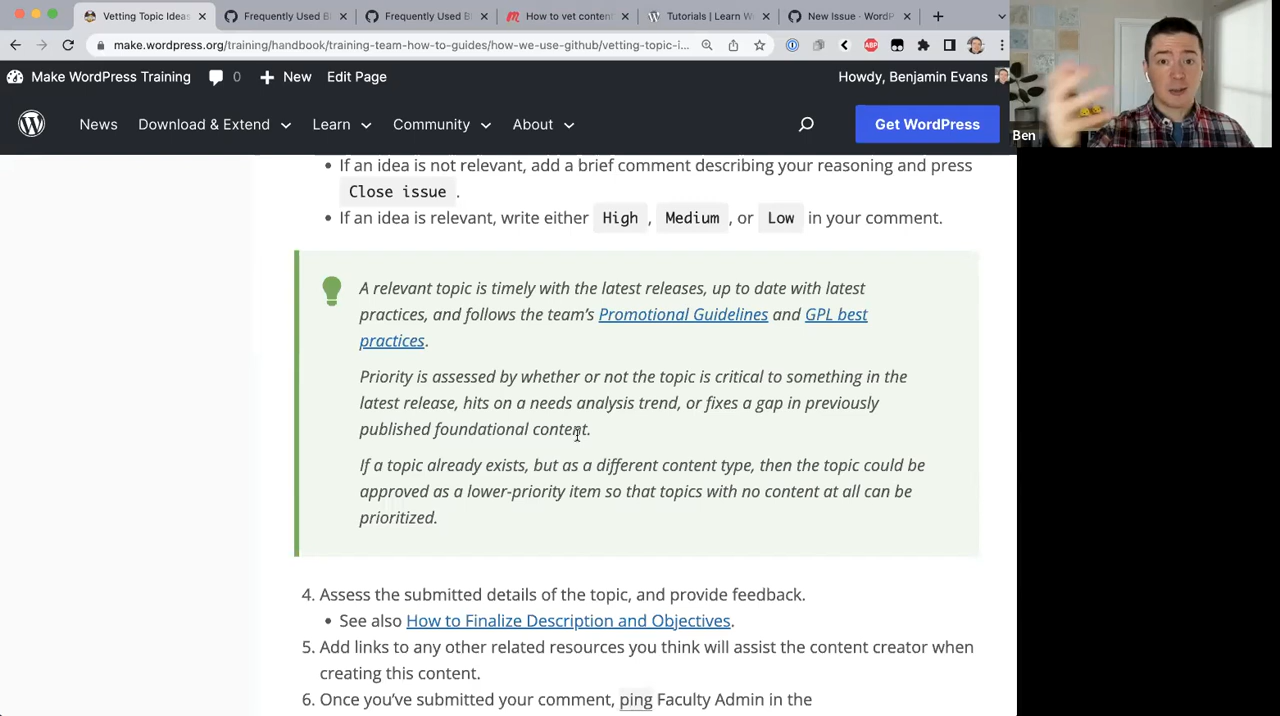 Vetting Topic Ideas
Frequently Used B
Frequently Used B
How to vet conten
Tutorials | Learn W
New Issue · WordP
make.wordpress.org/training/handbook/training-team-how-to-guides/how-we-use-github/vetting-topic-i...
ABP
Make WordPress Training 0 New Edit Page Howdy, Benjamin Evans
News Download & Extend Learn Community About Get WordPress
Ben
• If an idea is not relevant, add a brief comment describing your reasoning and press
Close issue .
• If an idea is relevant, write either High , Medium , or Low in your comment.
A relevant topic is timely with the latest releases, up to date with latest
practices, and follows the team's Promotional Guidelines and GPL best
practices.
Priority is assessed by whether or not the topic is critical to something in the
latest release, hits on a needs analysis trend, or fixes a gap in previously
published foundational content.
If a topic already exists, but as a different content type, then the topic could be
approved as a lower-priority item so that topics with no content at all can be
prioritized.
4. Assess the submitted details of the topic, and provide feedback.
• See also How to Finalize Description and Objectives.
5. Add links to any other related resources you think will assist the content creator when
creating this content.
6. Once you've submitted your comment, ping Faculty Admin in the